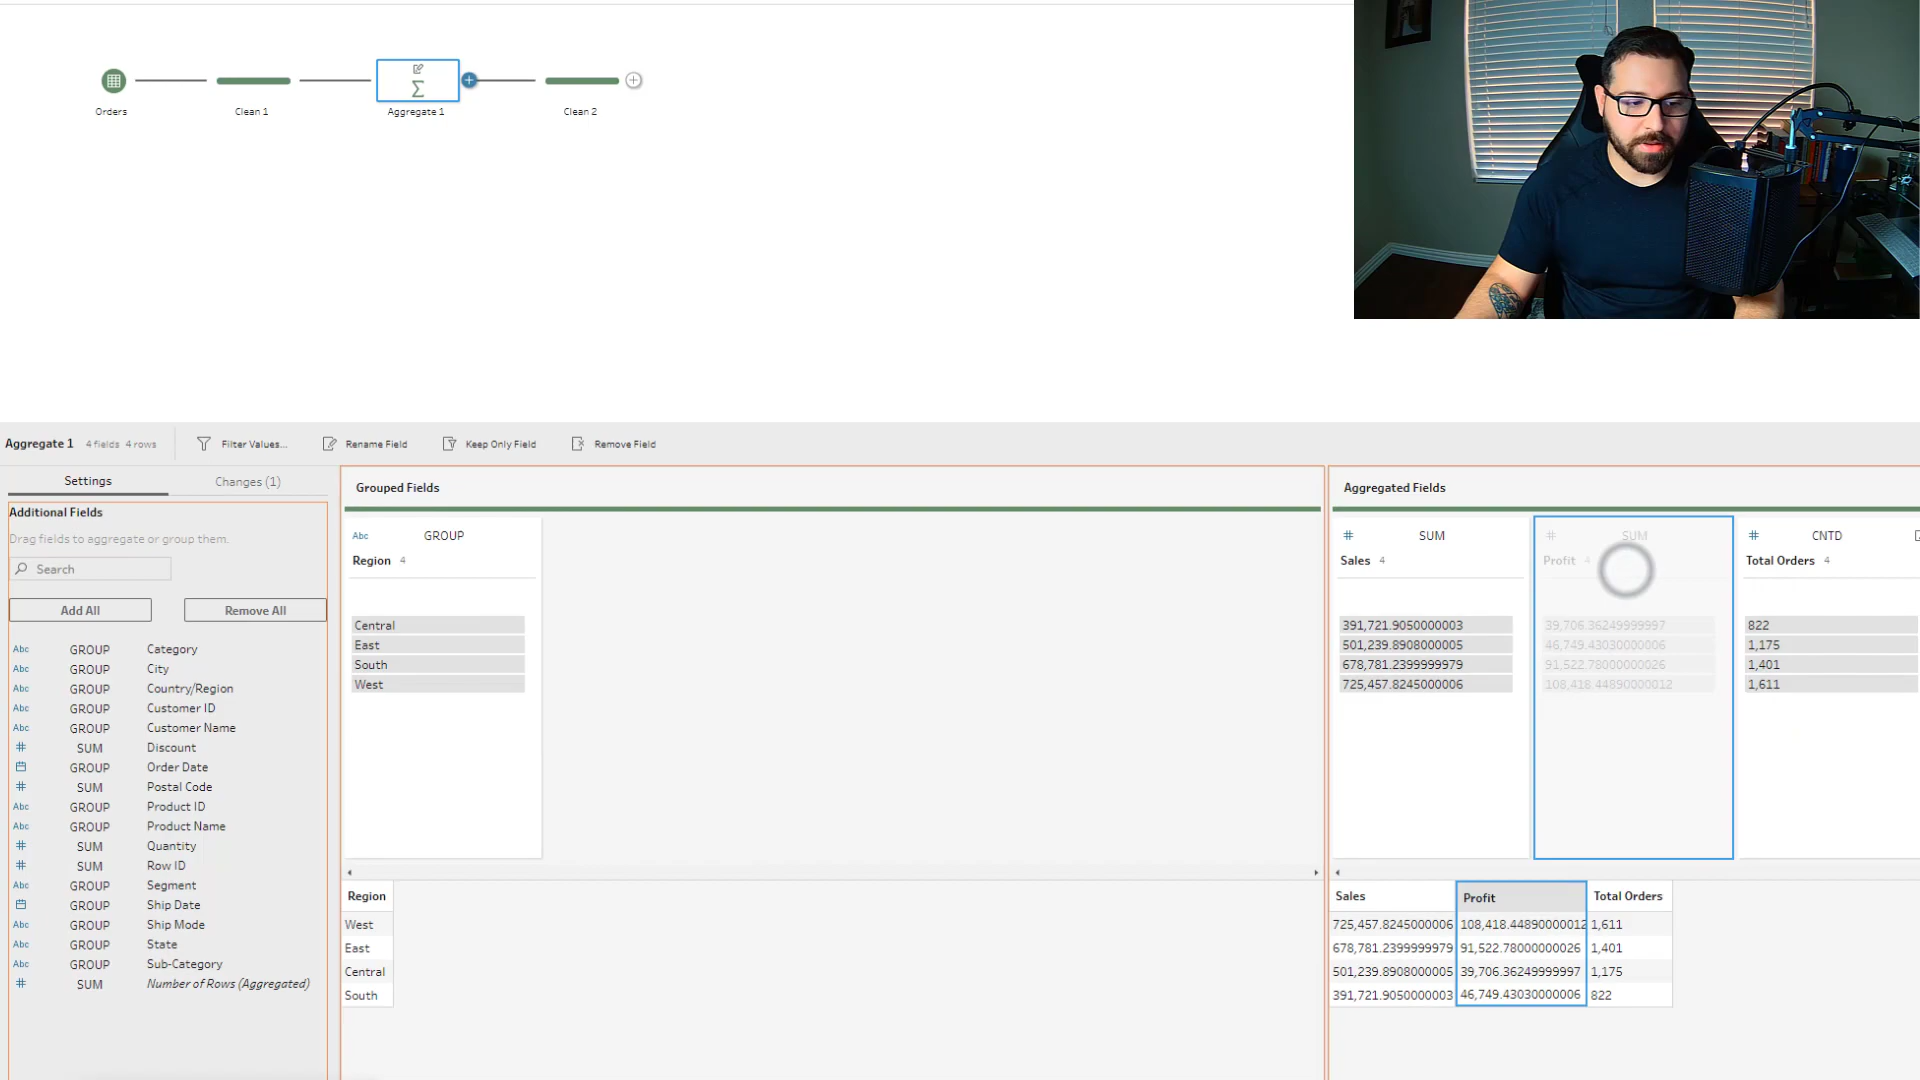 Orders
Clean 1
Aggregate 1
Clean 2
Aggregate 1 4 fields 4 rows Filter Values... Rename Field Keep Only Field Remove Field
Settings Changes (1)
Additional Fields
Drag fields to aggregate or group them.
Search
Add All Remove All
Abc GROUP Category
Abc GROUP City
Abc GROUP Country/Region
Abc GROUP Customer ID
Abc GROUP Customer Name
# SUM Discount
GROUP Order Date
# SUM Postal Code
Abc GROUP Product ID
Abc GROUP Product Name
# SUM Quantity
# SUM Row ID
Abc GROUP Segment
GROUP Ship Date
Abc GROUP Ship Mode
Abc GROUP State
Abc GROUP Sub-Category
# SUM Number of Rows (Aggregated)
Grouped Fields
Abc GROUP
Region 4
Central
East
South
West
Region
West
East
Central
South
Aggregated Fields
# SUM
Sales 4
391,721.9050000003
501,239.8908000005
678,781.2399999979
725,457.8245000006
# SUM
Profit 4
39,706.36249999997
46,749.43030000006
91,522.78000000026
108,418.44890000012
# CNTD
Total Orders 4
822
1,175
1,401
1,611
Sales Profit Total Orders
725,457.8245000006 108,418.44890000012 1,611
678,781.2399999979 91,522.78000000026 1,401
501,239.8908000005 39,706.36249999997 1,175
391,721.9050000003 46,749.43030000006 822